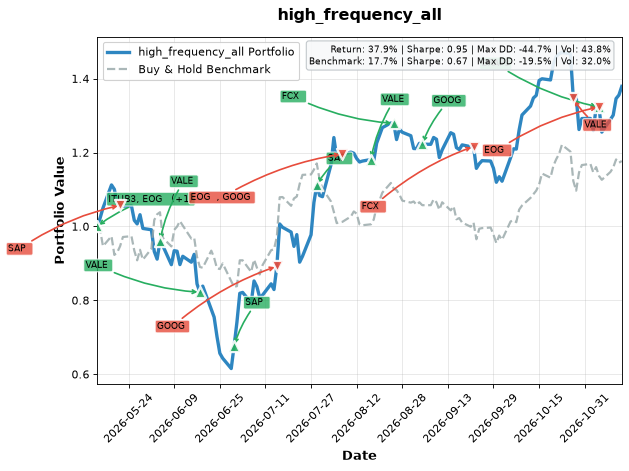 high_frequency_all
high_frequency_all Portfolio
Buy & Hold Benchmark
Return: 37.9% | Sharpe: 0.95 | Max DD: -44.7% | Vol: 43.8%
Benchmark: 17.7% | Sharpe: 0.67 | Max DD: -19.5% | Vol: 32.0%
Portfolio Value
1.4
1.2
1.0
0.8
0.6
FCX
VALE
GOOG
VALE
EOG
VALE
EOG , GOOG
FCX
SAP
VALE
SAP
GOOG
2026-05-24
2026-06-09
2026-06-25
2026-07-11
2026-07-27
2026-08-12
2026-08-28
2026-09-13
2026-09-29
2026-10-15
2026-10-31
Date